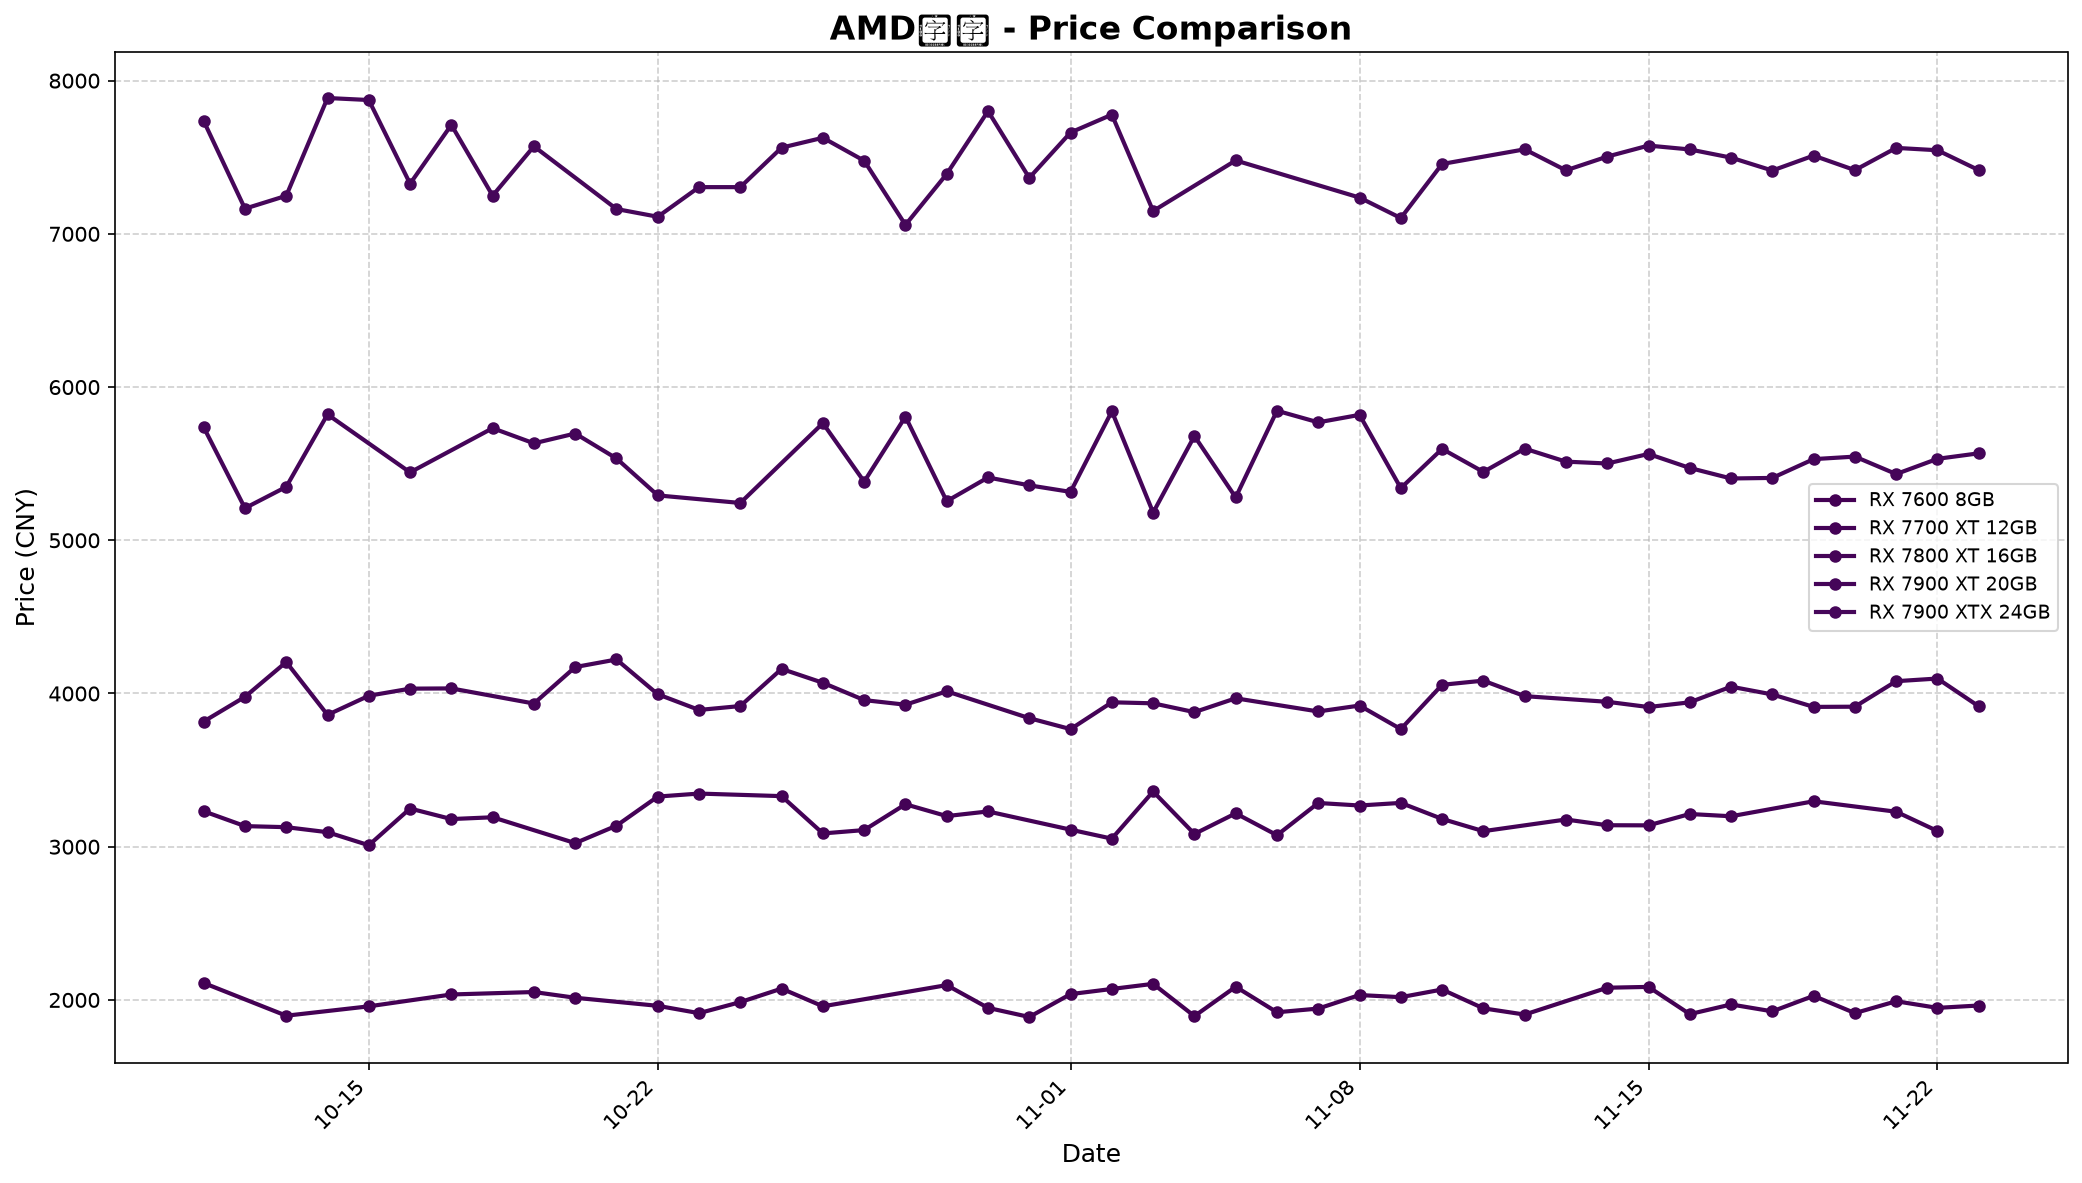 AMD - Price Comparison
8000
7000
6000
5000
4000
3000
2000
Price (CNY)
RX 7600 8GB
RX 7700 XT 12GB
RX 7800 XT 16GB
RX 7900 XT 20GB
RX 7900 XTX 24GB
10-15
10-22
11-01
11-08
11-15
11-22
Date